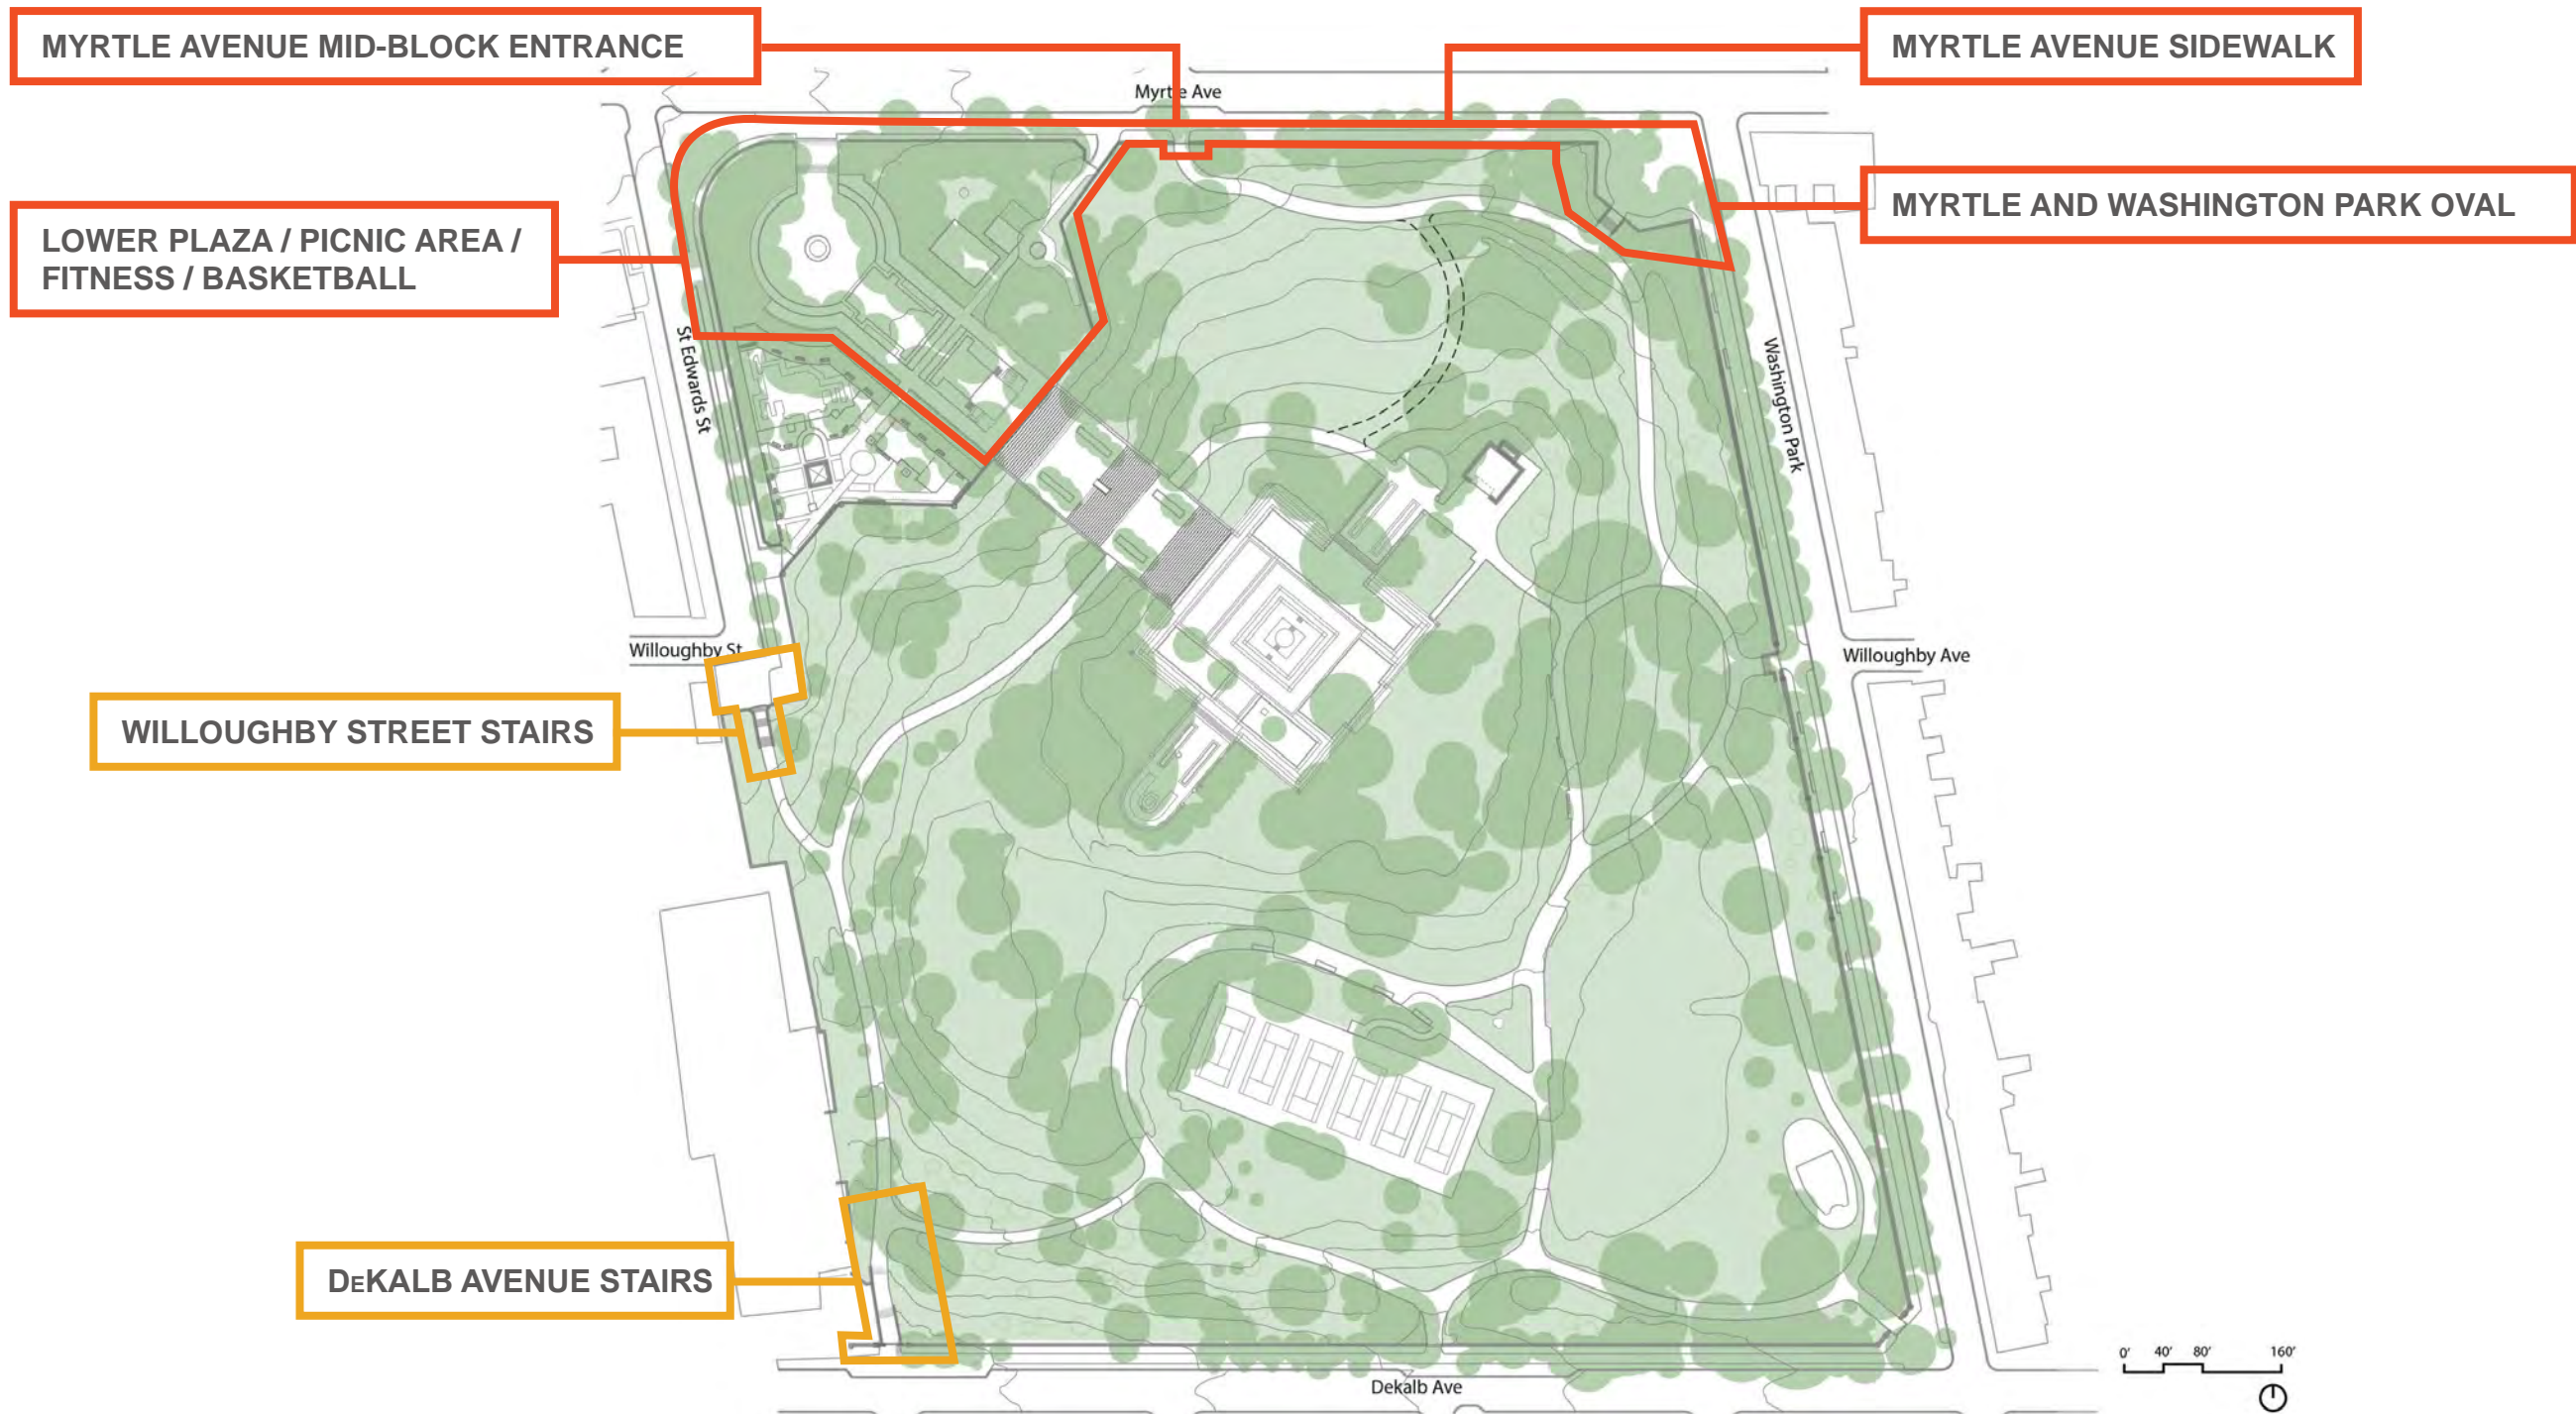 MYRTLE AVENUE MID-BLOCK ENTRANCE
MYRTLE AVENUE SIDEWALK
Myrtle Ave
MYRTLE AND WASHINGTON PARK OVAL
LOWER PLAZA / PICNIC AREA /
FITNESS / BASKETBALL
St Edwards St
Washington Park
Willoughby St
Willoughby Ave
WILLOUGHBY STREET STAIRS
DEKALB AVENUE STAIRS
0' 40' 80' 160'
Dekalb Ave